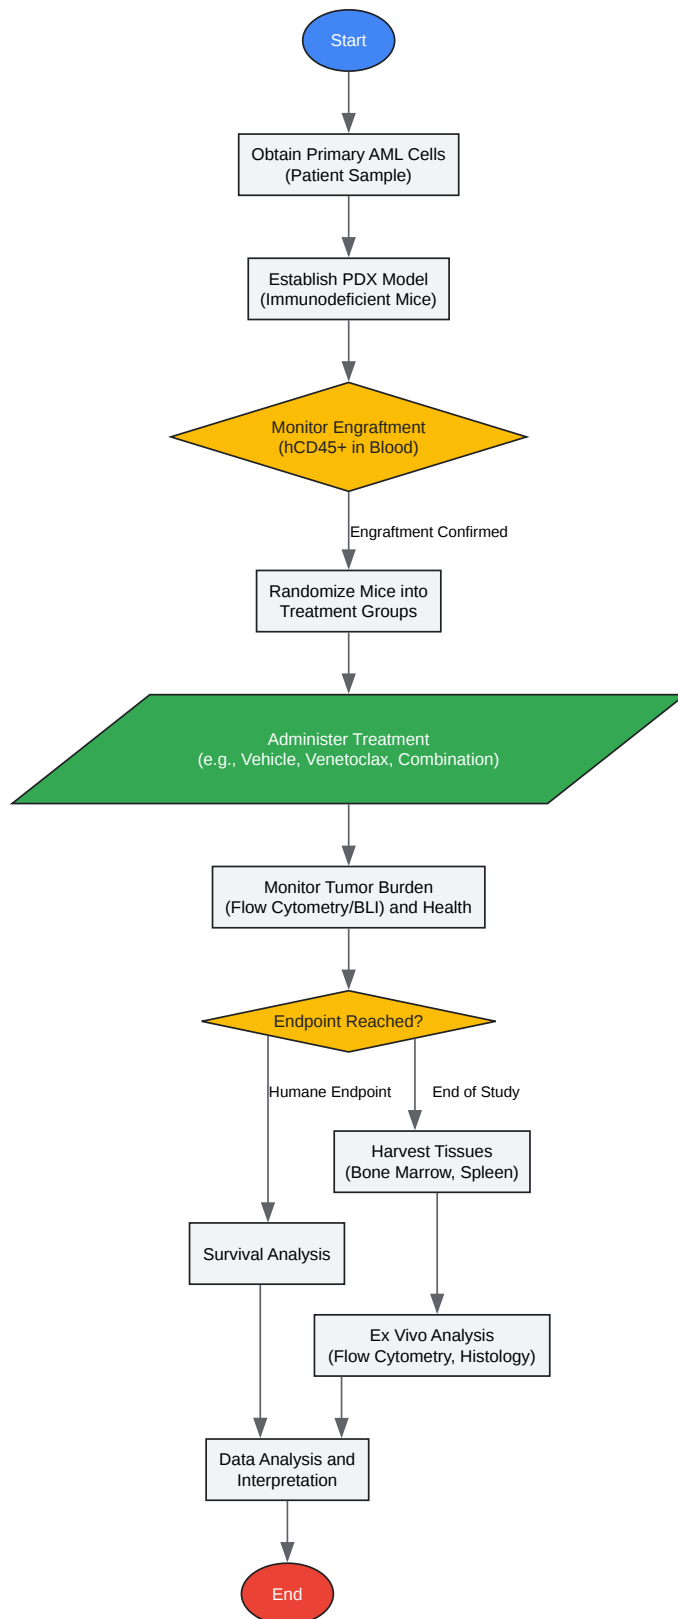 Start
Obtain Primary AML Cells
(Patient Sample)
Establish PDX Model
(Immunodeficient Mice)
Monitor Engraftment
(hCD45+ in Blood)
Engraftment Confirmed
Randomize Mice into
Treatment Groups
Administer Treatment
(e.g., Vehicle, Venetoclax, Combination)
Monitor Tumor Burden
(Flow Cytometry/BLI) and Health
Endpoint Reached?
Humane Endpoint
End of Study
Harvest Tissues
(Bone Marrow, Spleen)
Survival Analysis
Ex Vivo Analysis
(Flow Cytometry, Histology)
Data Analysis and
Interpretation
End